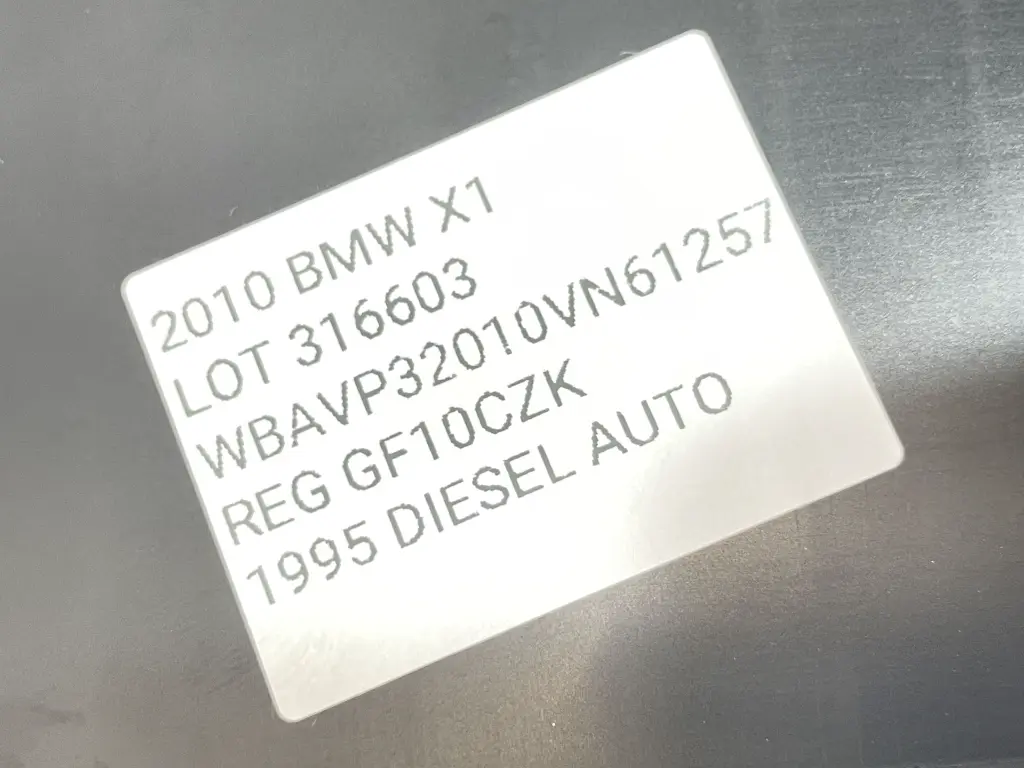 2010 BMW X1
LOT 316603
WBAVP32010VN61257
REG GF10CZK
1995 DIESEL AUTO